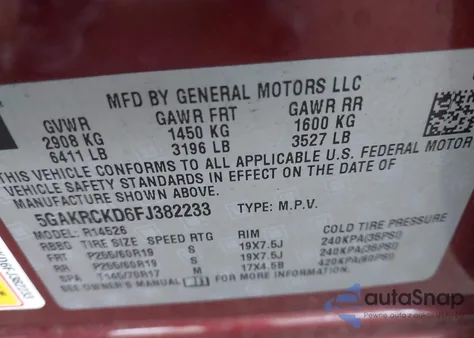 MFD BY GENERAL MOTORS LLC
GVWR GAWR FRT GAWR RR
2908 KG 1450 KG 1600 KG
6411 LB 3196 LB 3527 LB
THIS VEHICLE CONFORMS TO ALL APPLICABLE U.S. FEDERAL MOTOR
VEHICLE SAFETY STANDARDS IN EFFECT ON THE DATE OF
MANUFACTURE SHOWN ABOVE.
5GAKRCKD6FJ382233 TYPE: M.P.V.
MODEL: R14526
RBBG TIRE SIZE SPEED RTG RIM COLD TIRE PRESSURE
FRT P255/60R19 S 19X7.5J 240KPA(35PSI)
RR P255/60R19 S 19X7.5J 240KPA(35PSI)
SPA T145/70R17 M 17X4.5B 420KPA(60PSI)
SEE OWNER'S MANUAL FOR MORE INFORMATION.
autoSnap